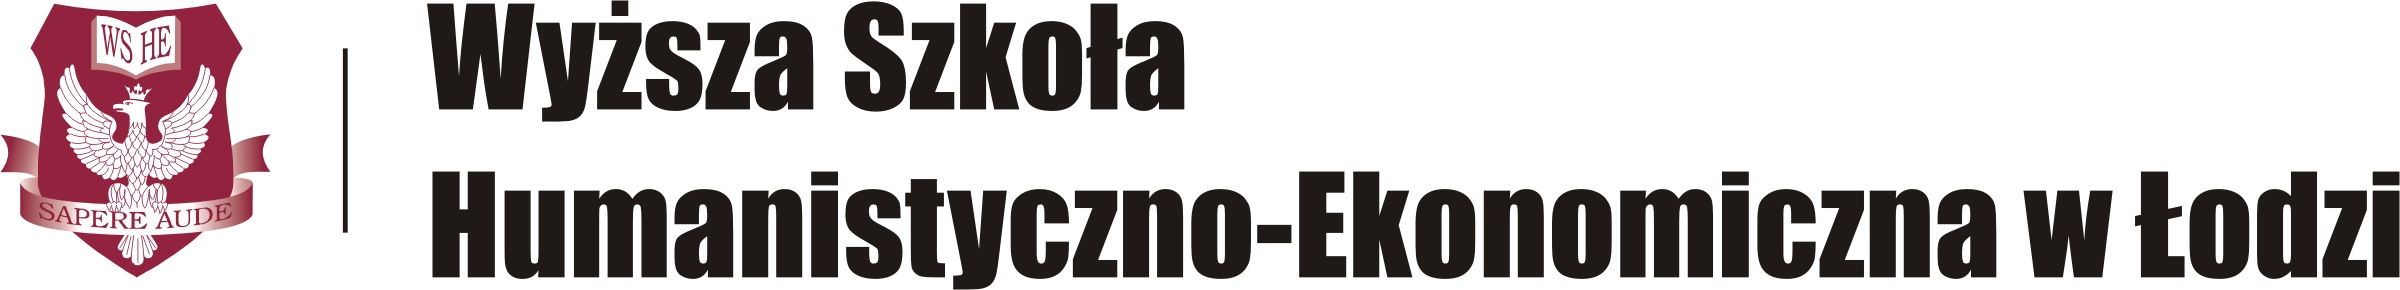 WS HE
SAPERE AUDE
Wyższa Szkoła
Humanistyczno-Ekonomiczna w Łodzi